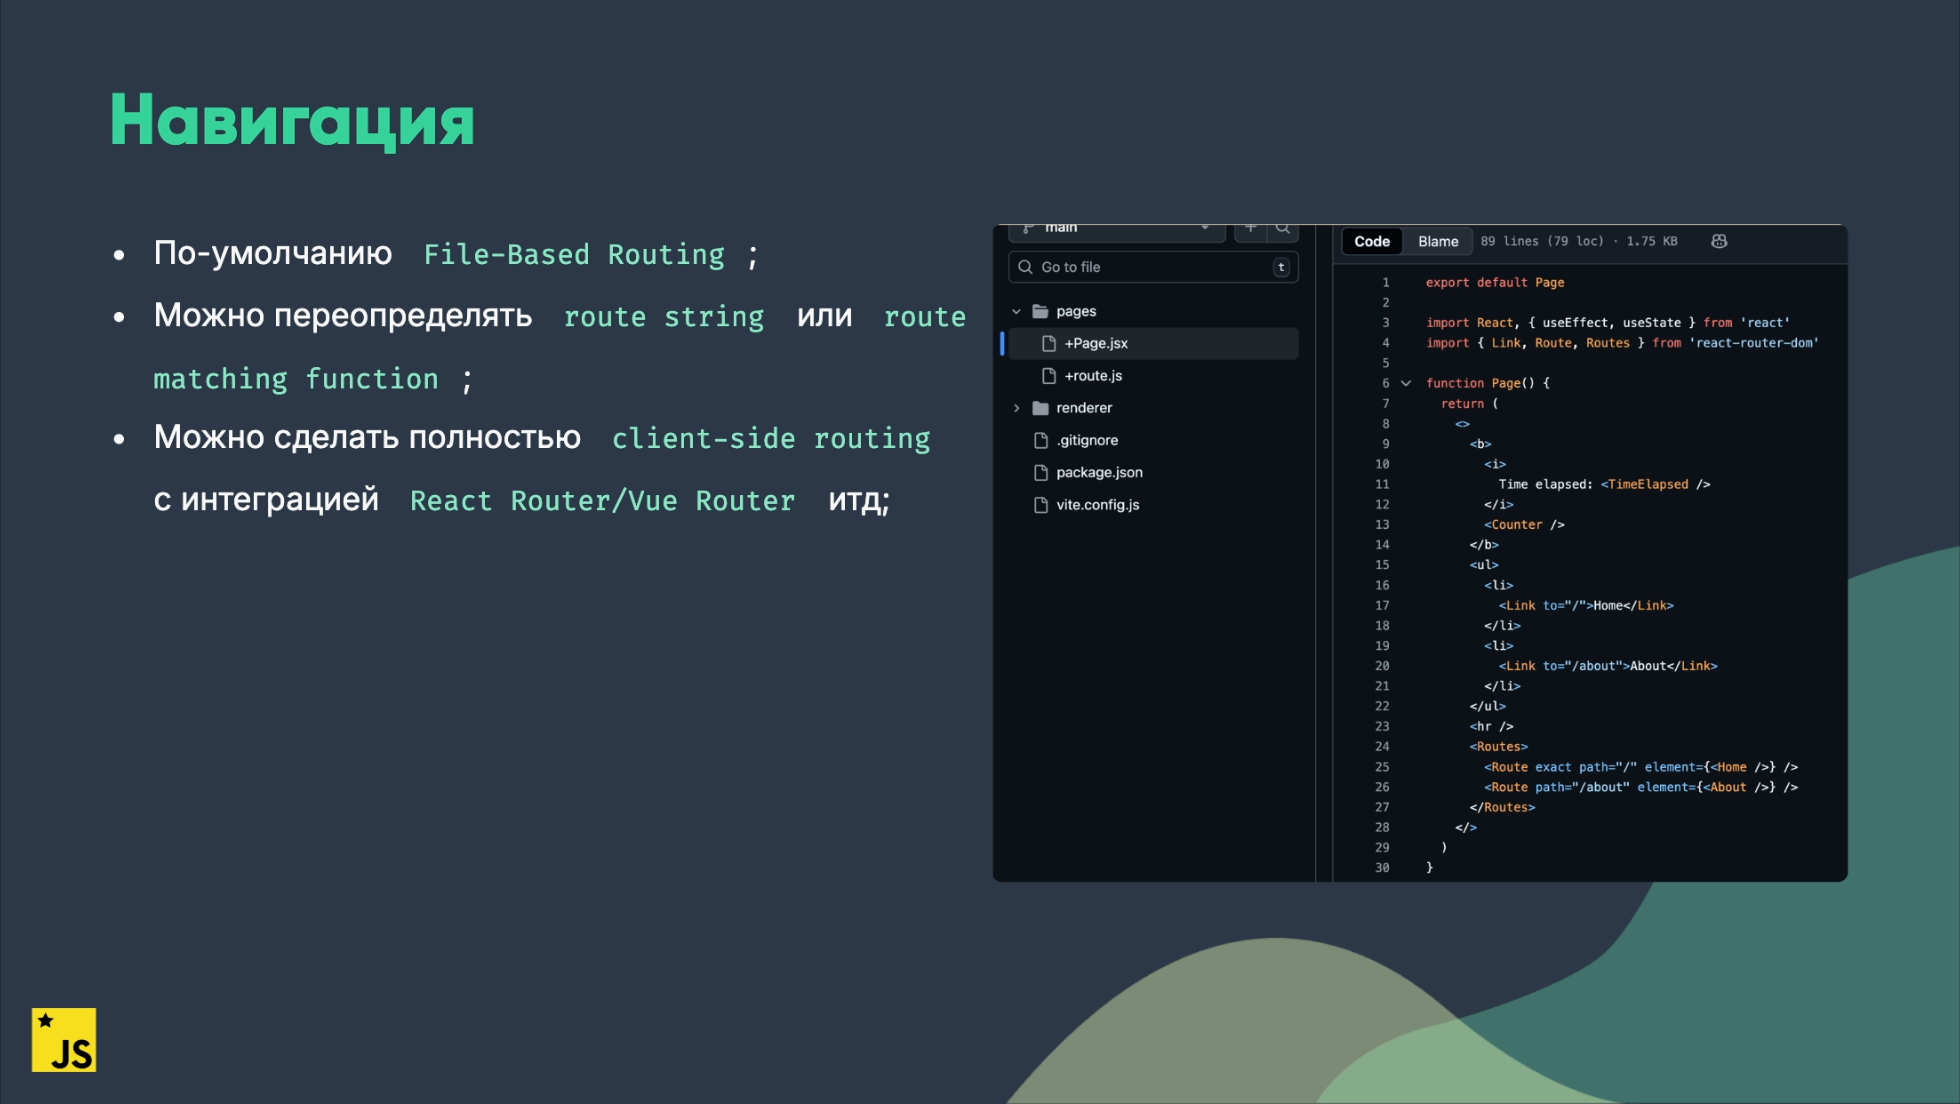 Навигация
• По-умолчанию File-Based Routing ;
• Можно переопределять route string или route
matching function ;
• Можно сделать полностью client-side routing
с интеграцией React Router/Vue Router итд;
main
Go to file t
pages
+Page.jsx
+route.js
renderer
.gitignore
package.json
vite.config.js
Code Blame 89 lines (79 loc) · 1.75 KB
1 export default Page
2
3 import React, { useEffect, useState } from 'react'
4 import { Link, Route, Routes } from 'react-router-dom'
5
6 function Page() {
7 return (
8 <>
9 <b>
10 <i>
11 Time elapsed: <TimeElapsed />
12 </i>
13 <Counter />
14 </b>
15 <ul>
16 <li>
17 <Link to="/">Home</Link>
18 </li>
19 <li>
20 <Link to="/about">About</Link>
21 </li>
22 </ul>
23 <hr />
24 <Routes>
25 <Route exact path="/" element={<Home />} />
26 <Route path="/about" element={<About />} />
27 </Routes>
28 </>
29 )
30 }
JS